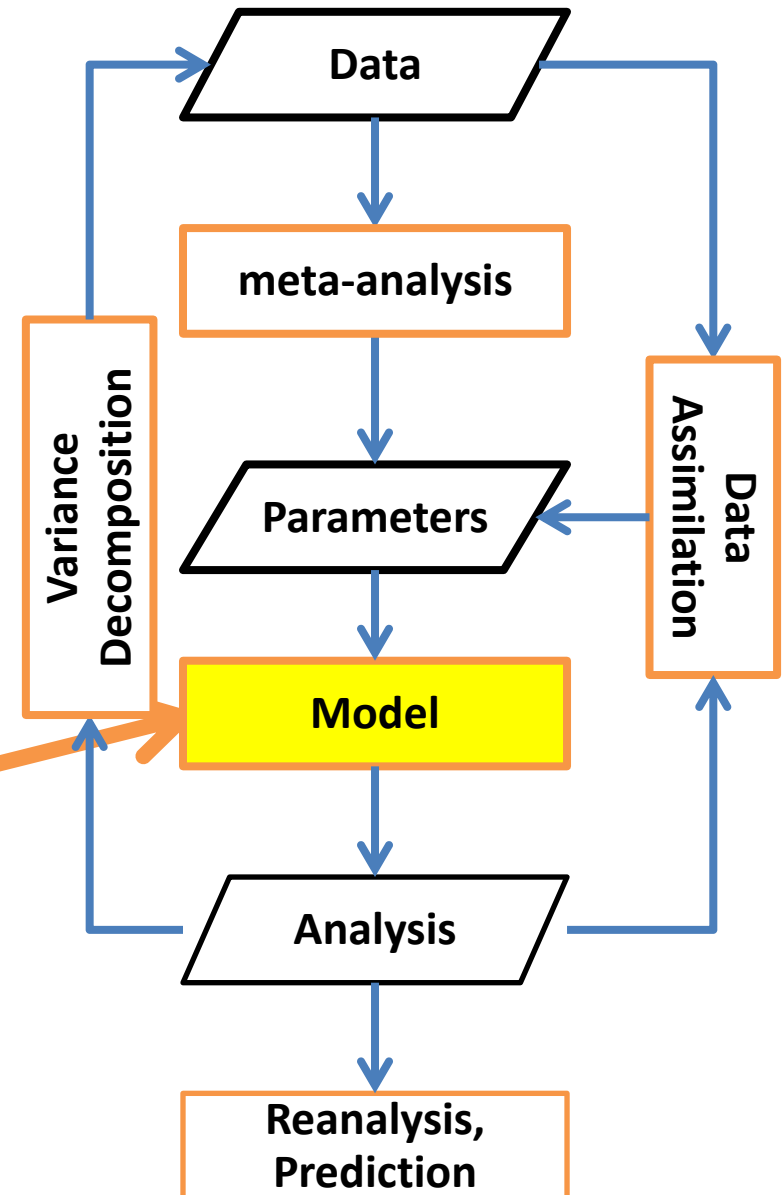 Data
meta-analysis
Variance
Decomposition
Data
Assimilation
Parameters
Model
Analysis
Reanalysis,
Prediction